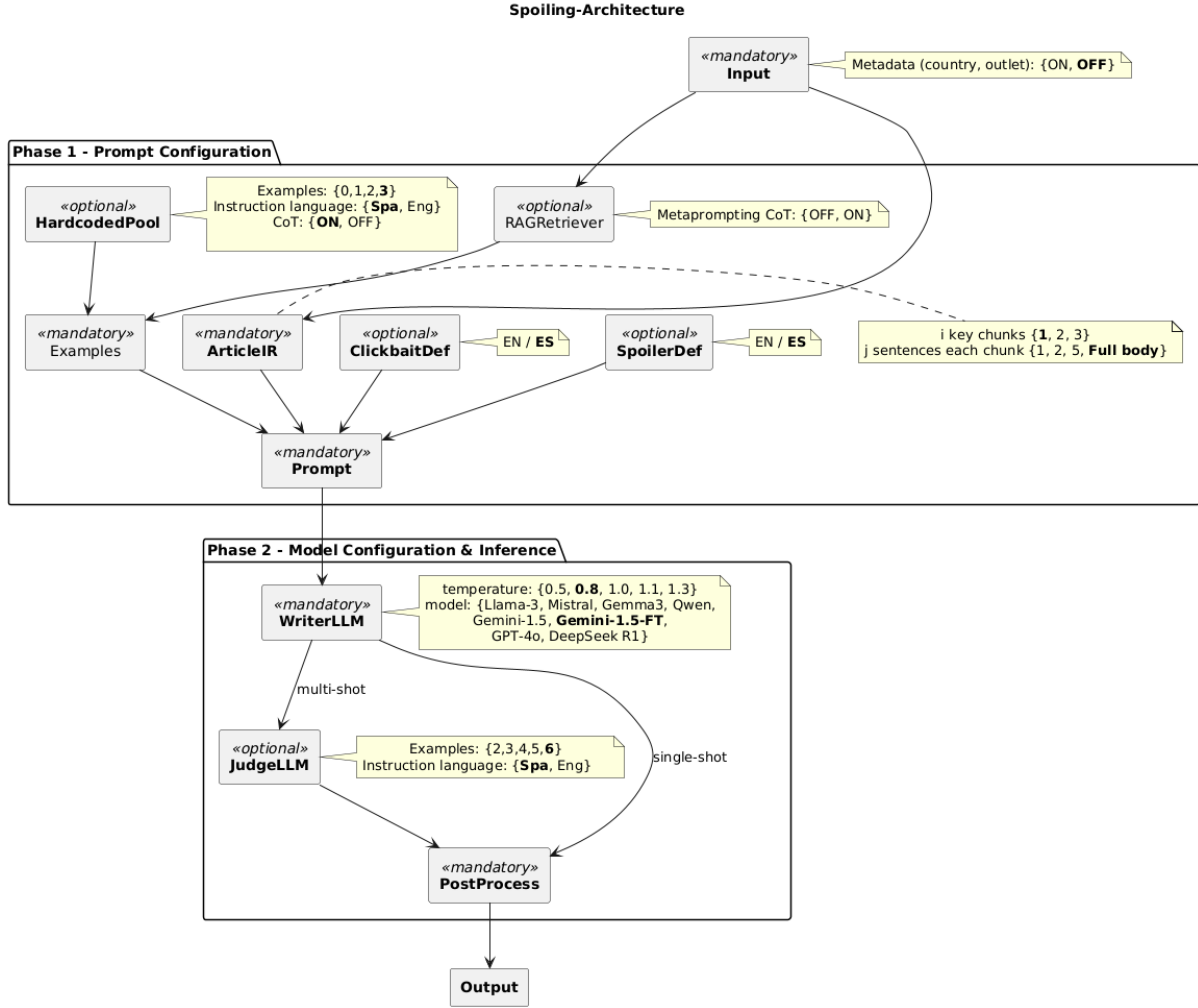 Spoiling-Architecture
«mandatory»
Input
Metadata (country, outlet): {ON, OFF}
Phase 1 - Prompt Configuration
«optional»
HardcodedPool
Examples: {0,1,2,3}
Instruction language: {Spa, Eng}
CoT: {ON, OFF}
«optional»
RAGRetriever
Metaprompting CoT: {OFF, ON}
«mandatory»
Examples
«mandatory»
ArticleIR
«optional»
ClickbaitDef
EN / ES
«optional»
SpoilerDef
EN / ES
i key chunks {1, 2, 3}
j sentences each chunk {1, 2, 5, Full body}
«mandatory»
Prompt
Phase 2 - Model Configuration & Inference
«mandatory»
WriterLLM
temperature: {0.5, 0.8, 1.0, 1.1, 1.3}
model: {Llama-3, Mistral, Gemma3, Qwen,
Gemini-1.5, Gemini-1.5-FT,
GPT-4o, DeepSeek R1}
multi-shot
«optional»
JudgeLLM
Examples: {2,3,4,5,6}
Instruction language: {Spa, Eng}
single-shot
«mandatory»
PostProcess
Output